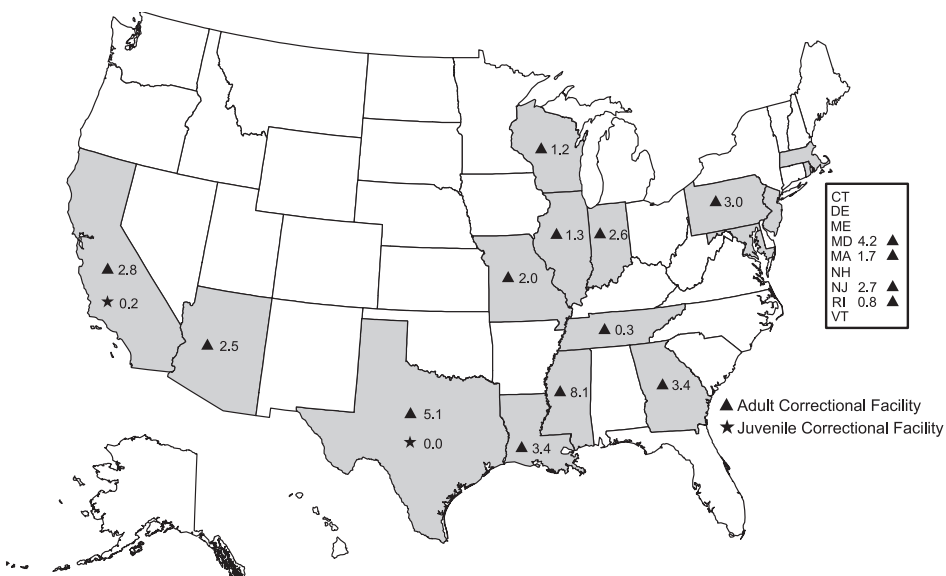 ▲ 1.2
▲ 3.0
CT
DE
ME
MD 4.2 ▲
MA 1.7 ▲
NH
NJ 2.7 ▲
RI 0.8 ▲
VT
▲ 1.3
▲ 2.6
▲ 2.8
▲ 2.0
★ 0.2
▲ 0.3
▲ 2.5
▲ 8.1
▲ 3.4
▲ 5.1
★ 0.0
▲ 3.4
▲ Adult Correctional Facility
★ Juvenile Correctional Facility